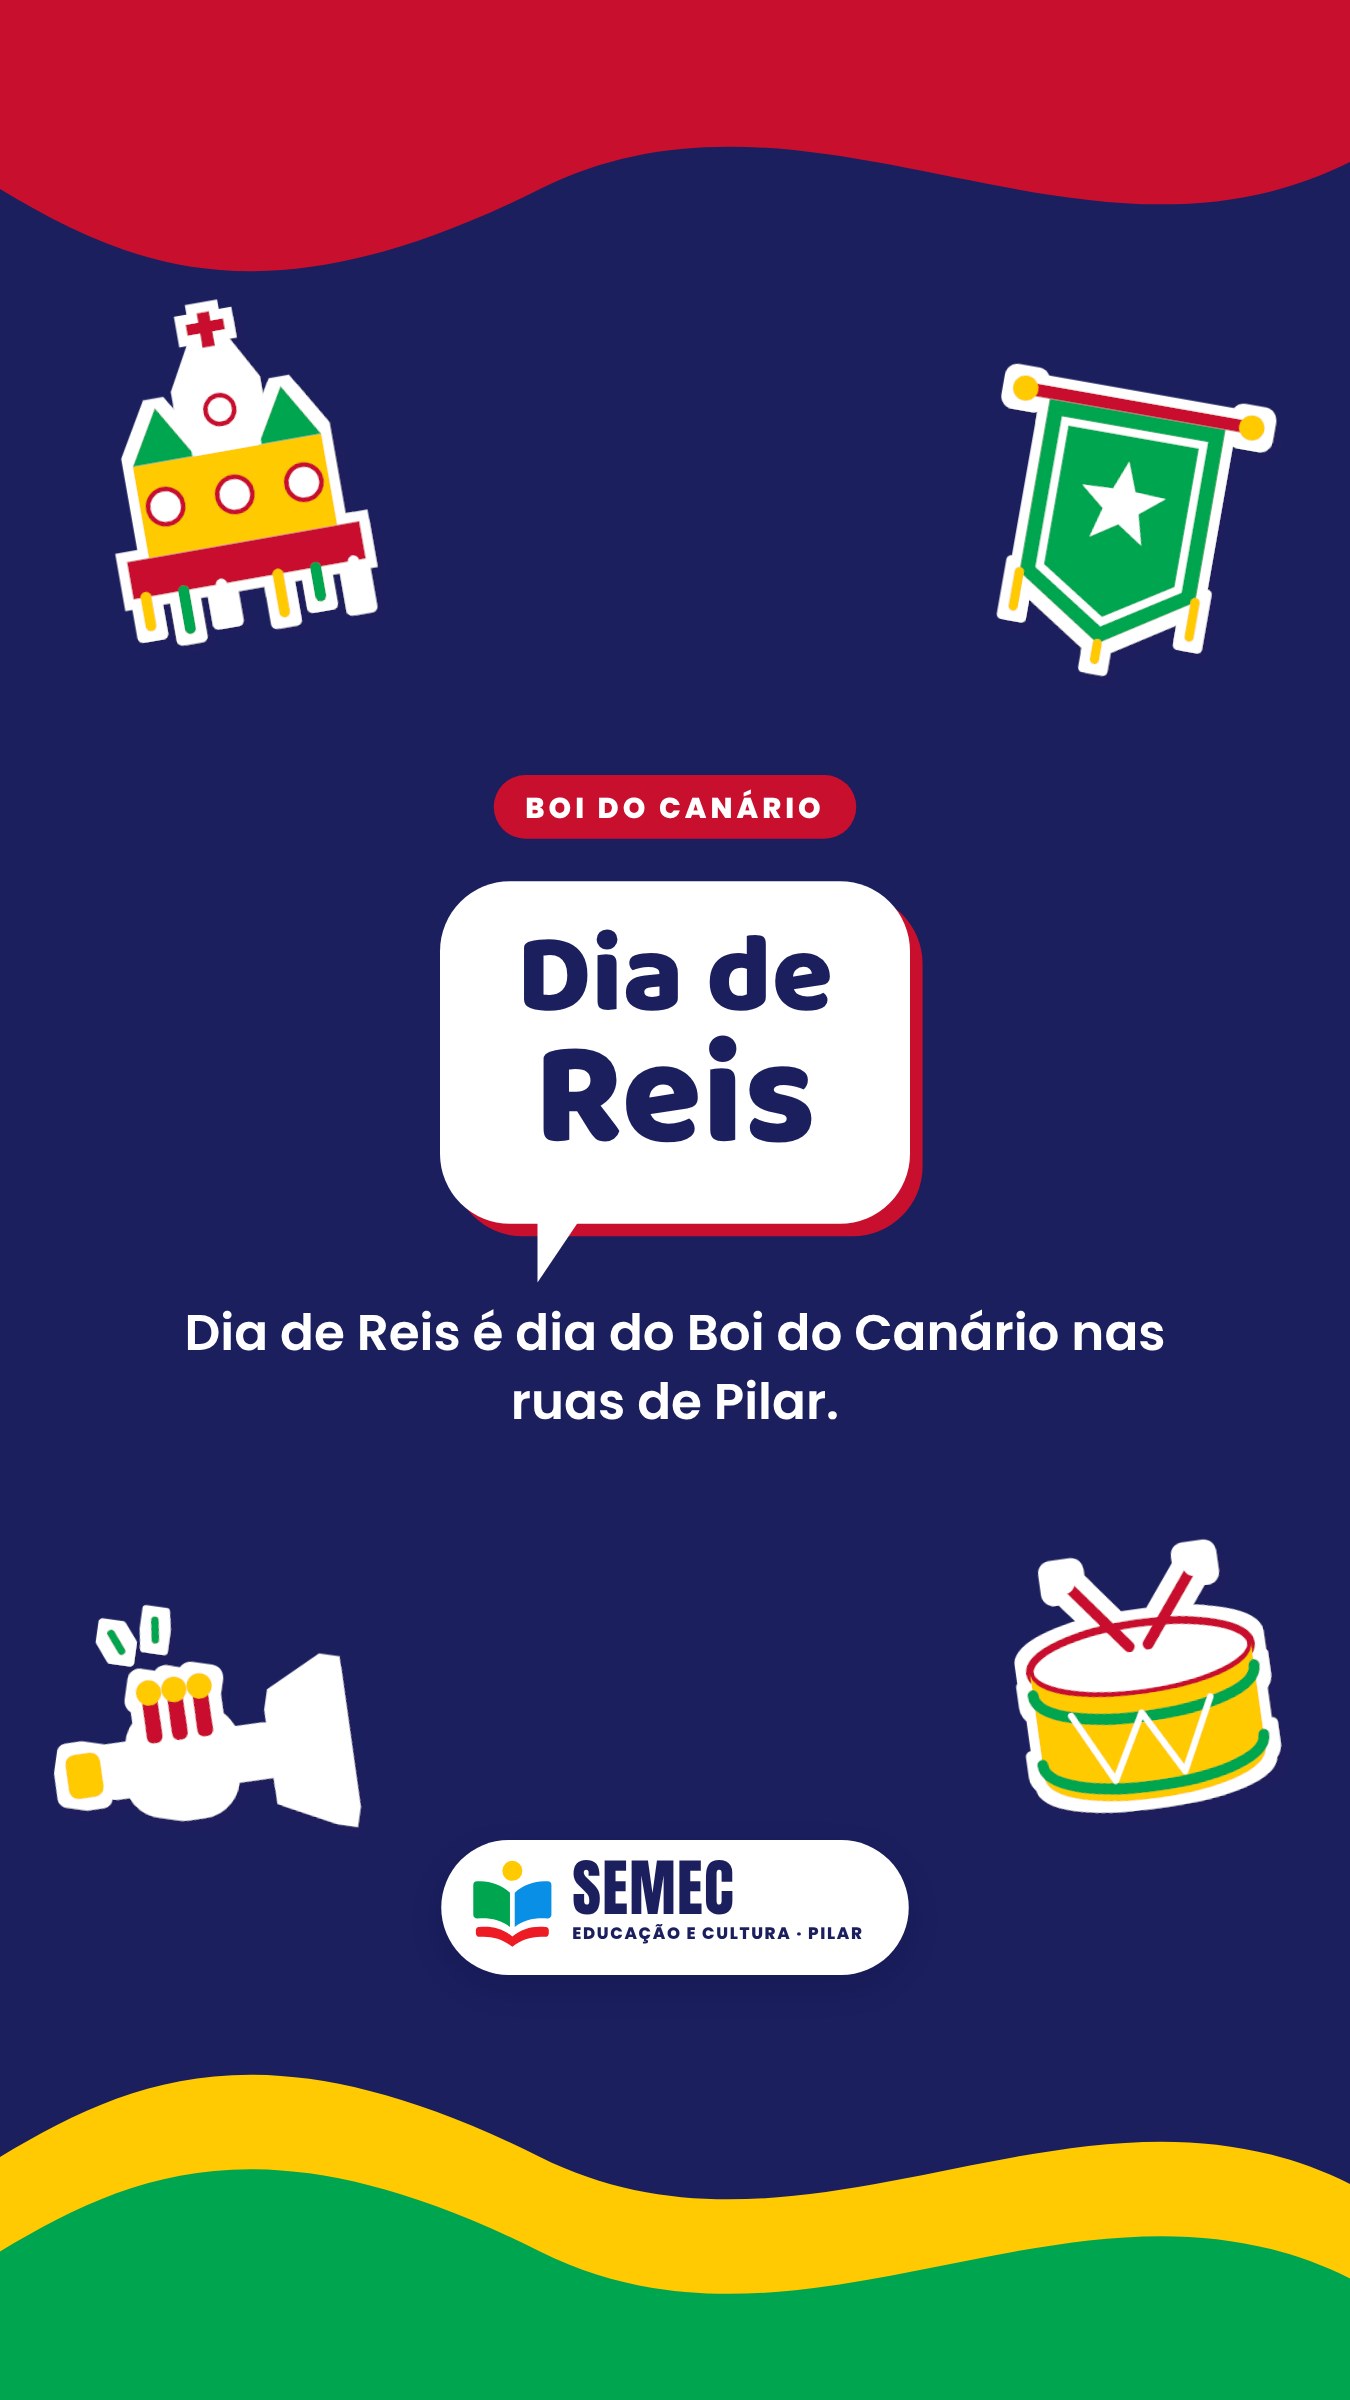 BOI DO CANÁRIO
Dia de
Reis
Dia de Reis é dia do Boi do Canário nas
ruas de Pilar.
SEMEC
EDUCAÇÃO E CULTURA · PILAR